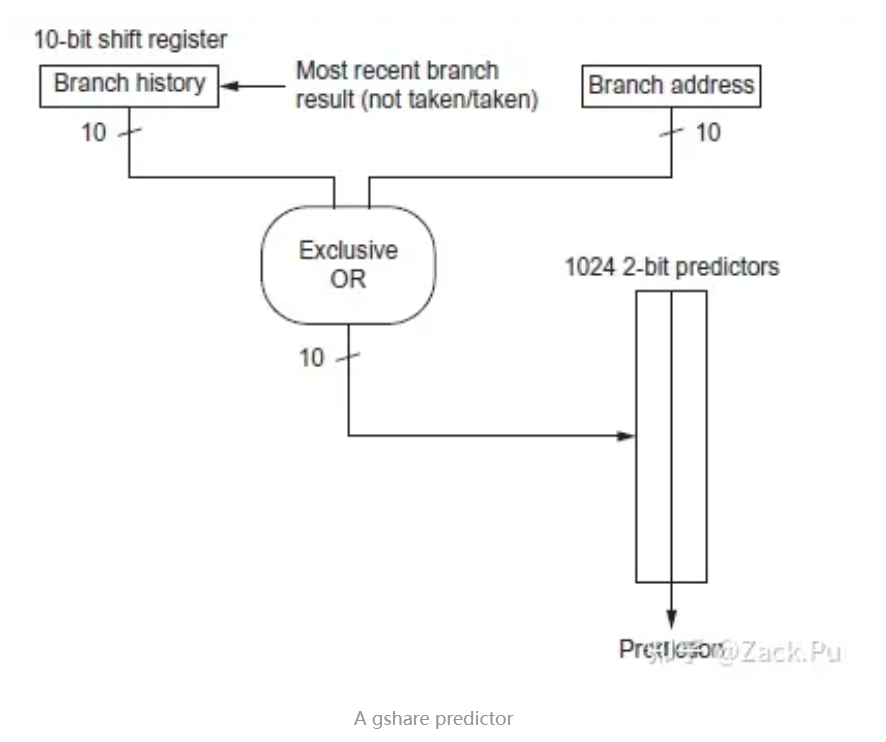 10-bit shift register
Branch history
Most recent branch
result (not taken/taken)
Branch address
10
10
Exclusive
OR
1024 2-bit predictors
10
Prediction
知乎 @Zack.Pu
A gshare predictor